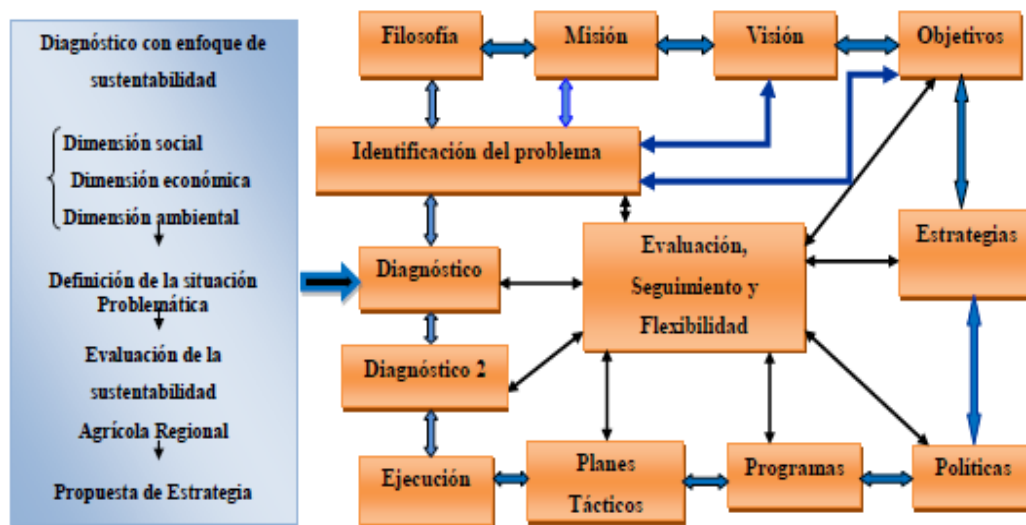 Diagnóstico con enfoque de
sustentabilidad
Dimensión social
Dimensión económica
Dimensión ambiental
Definición de la situación
Problemática
Evaluación de la
sustentabilidad
Agrícola Regional
Propuesta de Estrategia
Filosofía
Misión
Visión
Objetivos
Identificación del problema
Diagnóstico
Evaluación,
Seguimiento y
Flexibilidad
Estrategias
Diagnóstico 2
Ejecución
Planes
Tácticos
Programas
Políticas